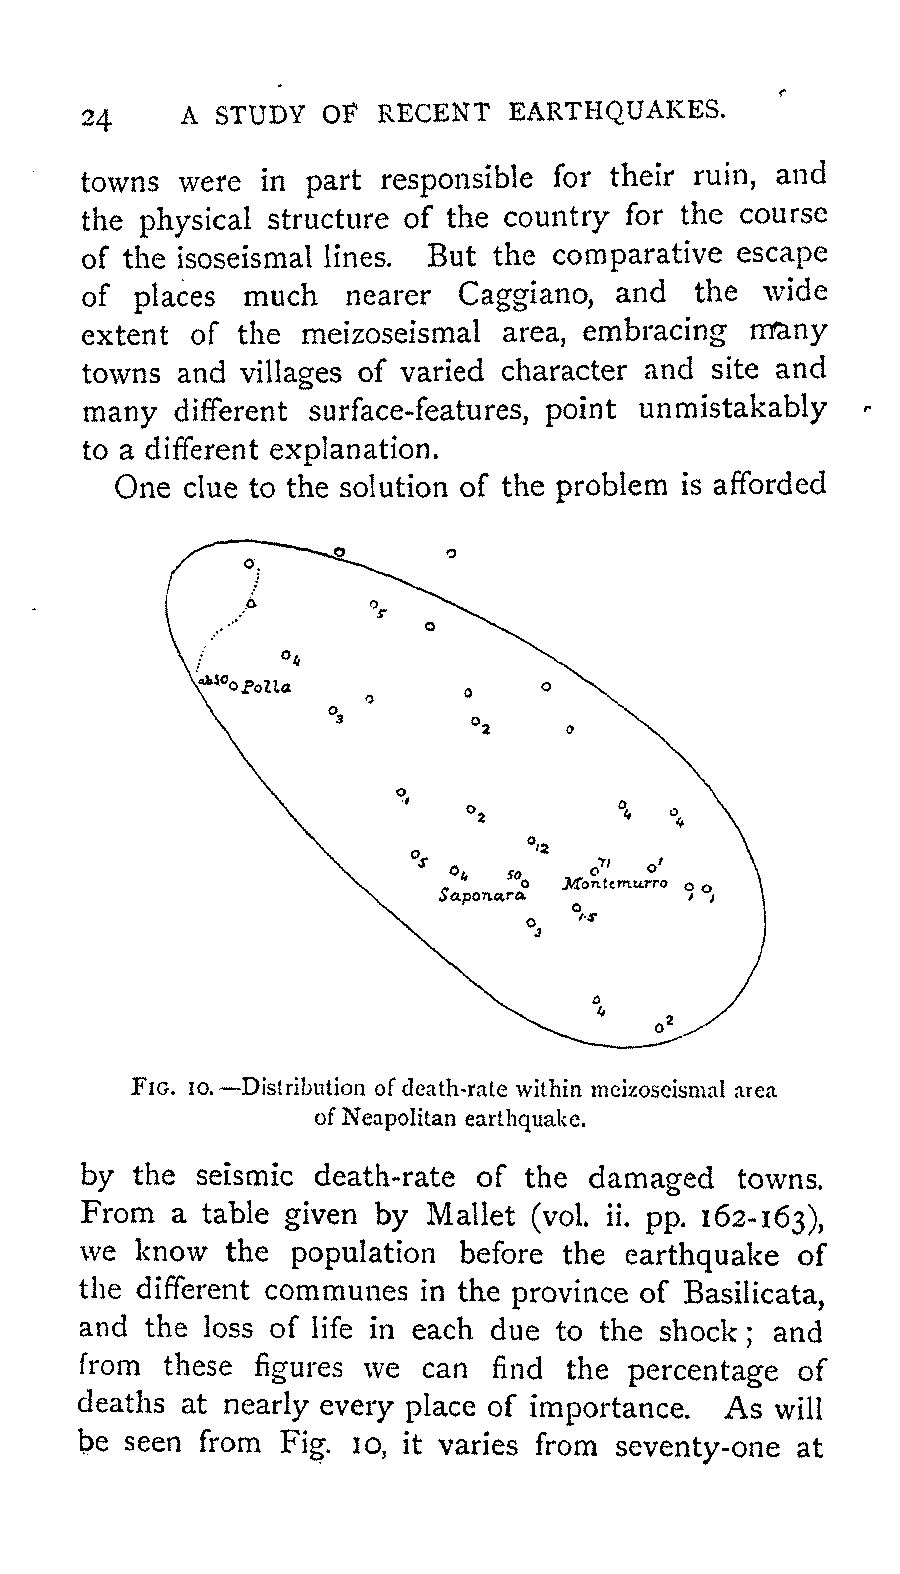 24 A STUDY OF RECENT EARTHQUAKES.
towns were in part responsible for their ruin, and
the physical structure of the country for the course
of the isoseismal lines. But the comparative escape
of places much nearer Caggiano, and the wide
extent of the meizoseismal area, embracing many
towns and villages of varied character and site and
many different surface-features, point unmistakably
to a different explanation.
One clue to the solution of the problem is afforded
5
4
Polla
3
2
1
2
4
4
12
5
4
50
71
1
Saponara
Montemurro
1·5
3
4
2
FIG. 10.—Distribution of death-rate within meizoseismal area
of Neapolitan earthquake.
by the seismic death-rate of the damaged towns.
From a table given by Mallet (vol. ii. pp. 162-163),
we know the population before the earthquake of
the different communes in the province of Basilicata,
and the loss of life in each due to the shock; and
from these figures we can find the percentage of
deaths at nearly every place of importance. As will
be seen from Fig. 10, it varies from seventy-one at